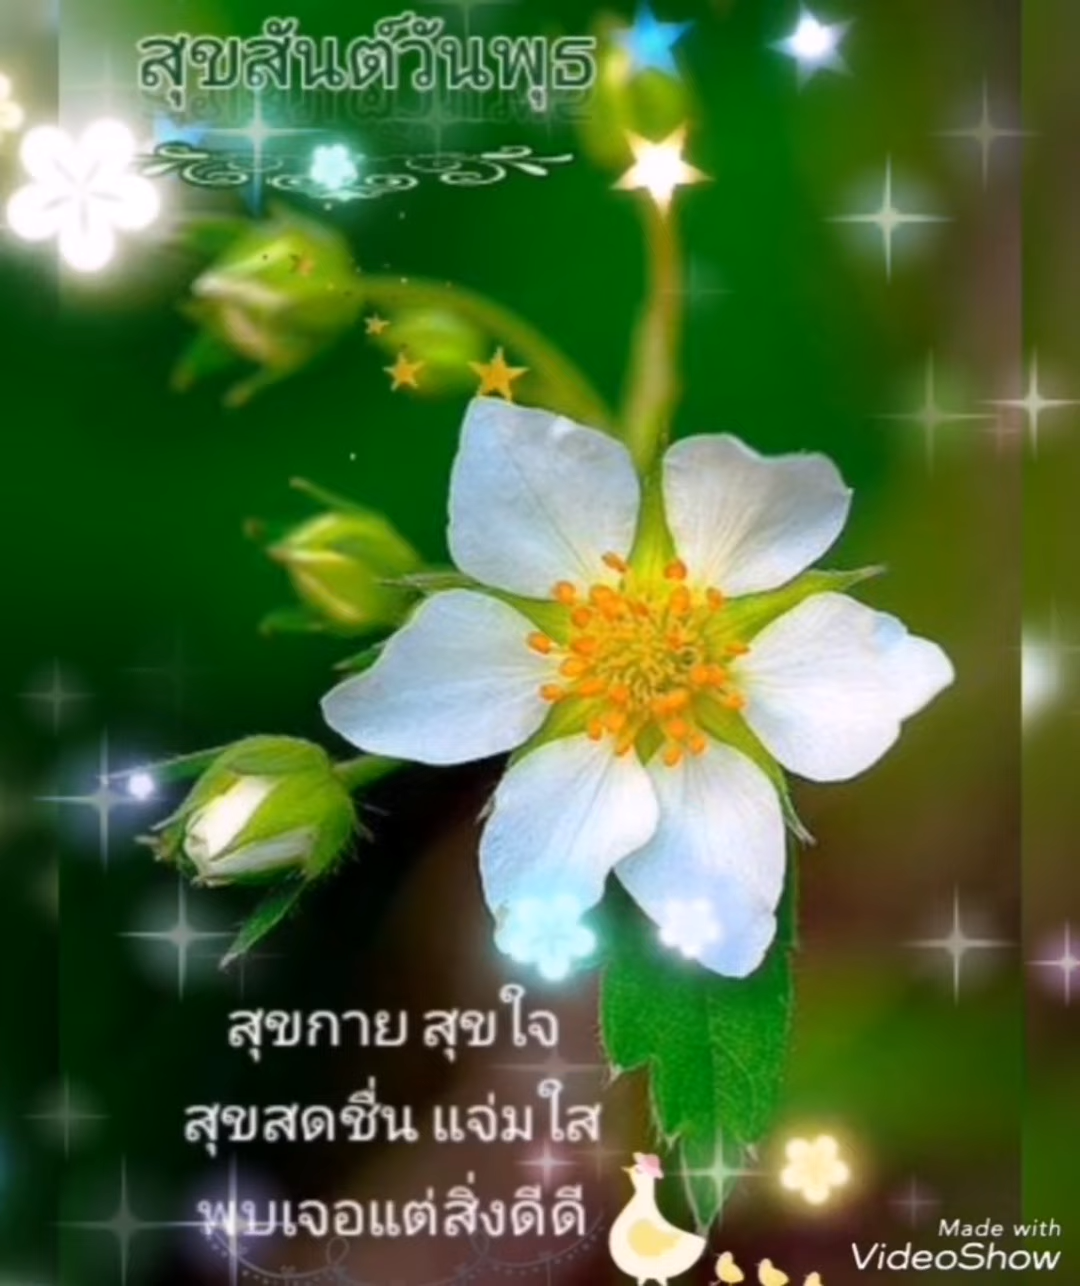 สุขสันต์วันพุธ
สุขกาย สุขใจ
สุขสดชื่น แจ่มใส
พบเจอแต่สิ่งดีดี
Made with
VideoShow